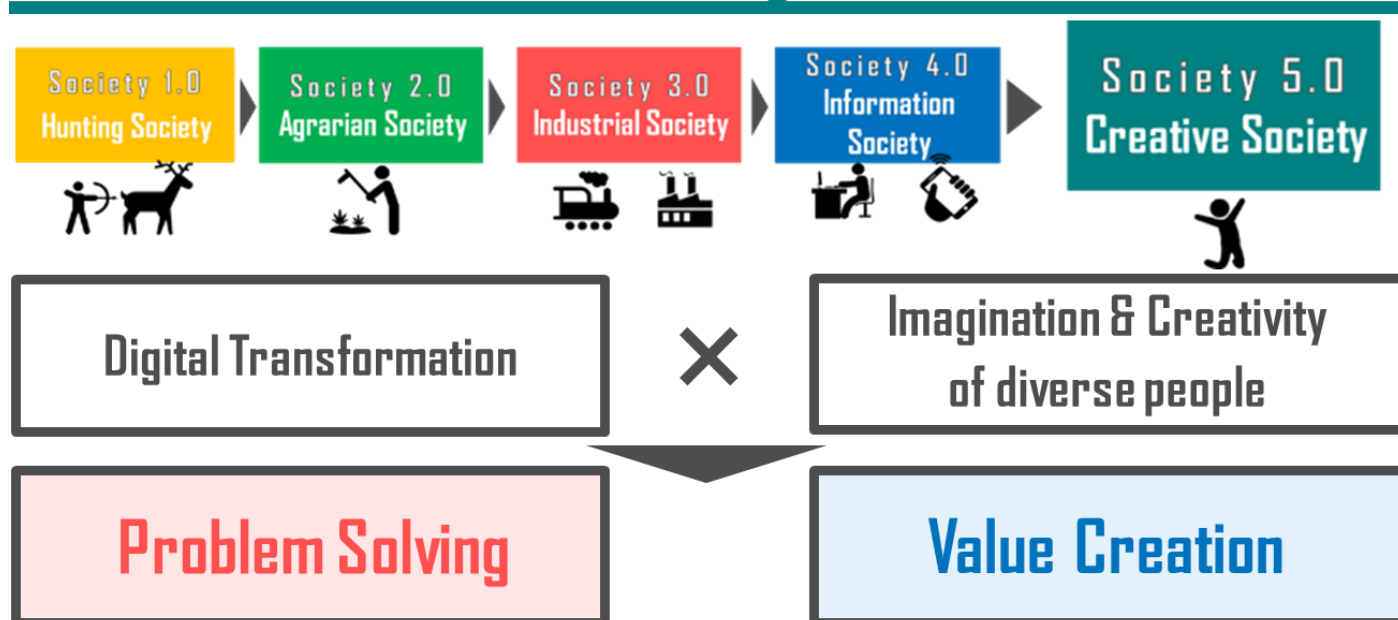 Society 1.0
Hunting Society
Society 2.0
Agrarian Society
Society 3.0
Industrial Society
Society 4.0
Information
Society
Society 5.0
Creative Society
Digital Transformation
×
Imagination & Creativity
of diverse people
Problem Solving
Value Creation